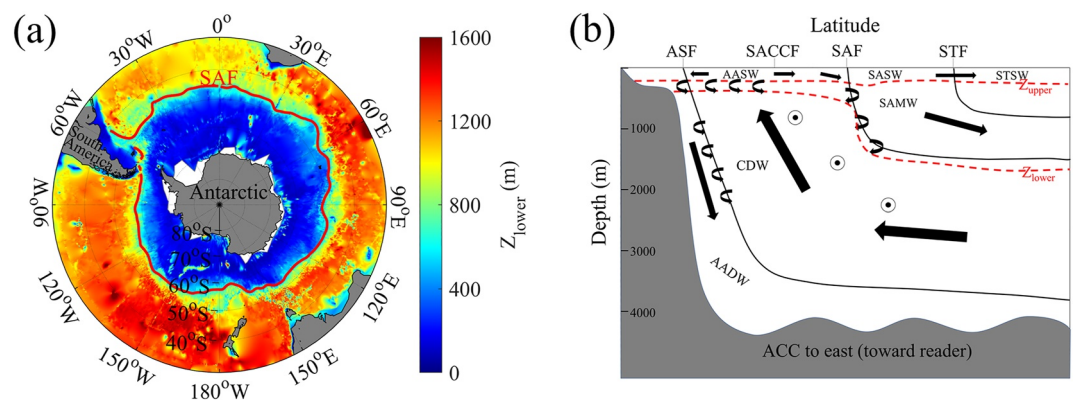 (a)
0°
30°E
60°E
90°E
120°E
150°E
180°W
150°W
120°W
90°W
60°W
30°W
SAF
South
America
Antarctic
80°S
70°S
60°S
50°S
40°S
1600
1200
800
400
0
Z_lower (m)
(b)
Latitude
ASF
SACCF
SAF
STF
AASW
SASW
STSW
Z_upper
SAMW
CDW
Z_lower
AADW
Depth (m)
1000
-2000
-3000
-4000
ACC to east (toward reader)